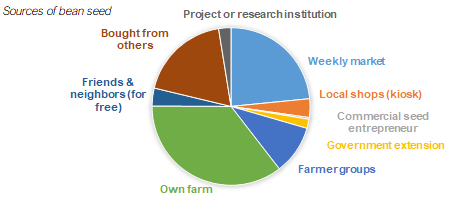 Sources of bean seed
Project or research institution
Bought from
others
Weekly market
Friends &
neighbors (for
free)
Local shops (kiosk)
Commercial seed
entrepreneur
Government extension
Farmer groups
Own farm